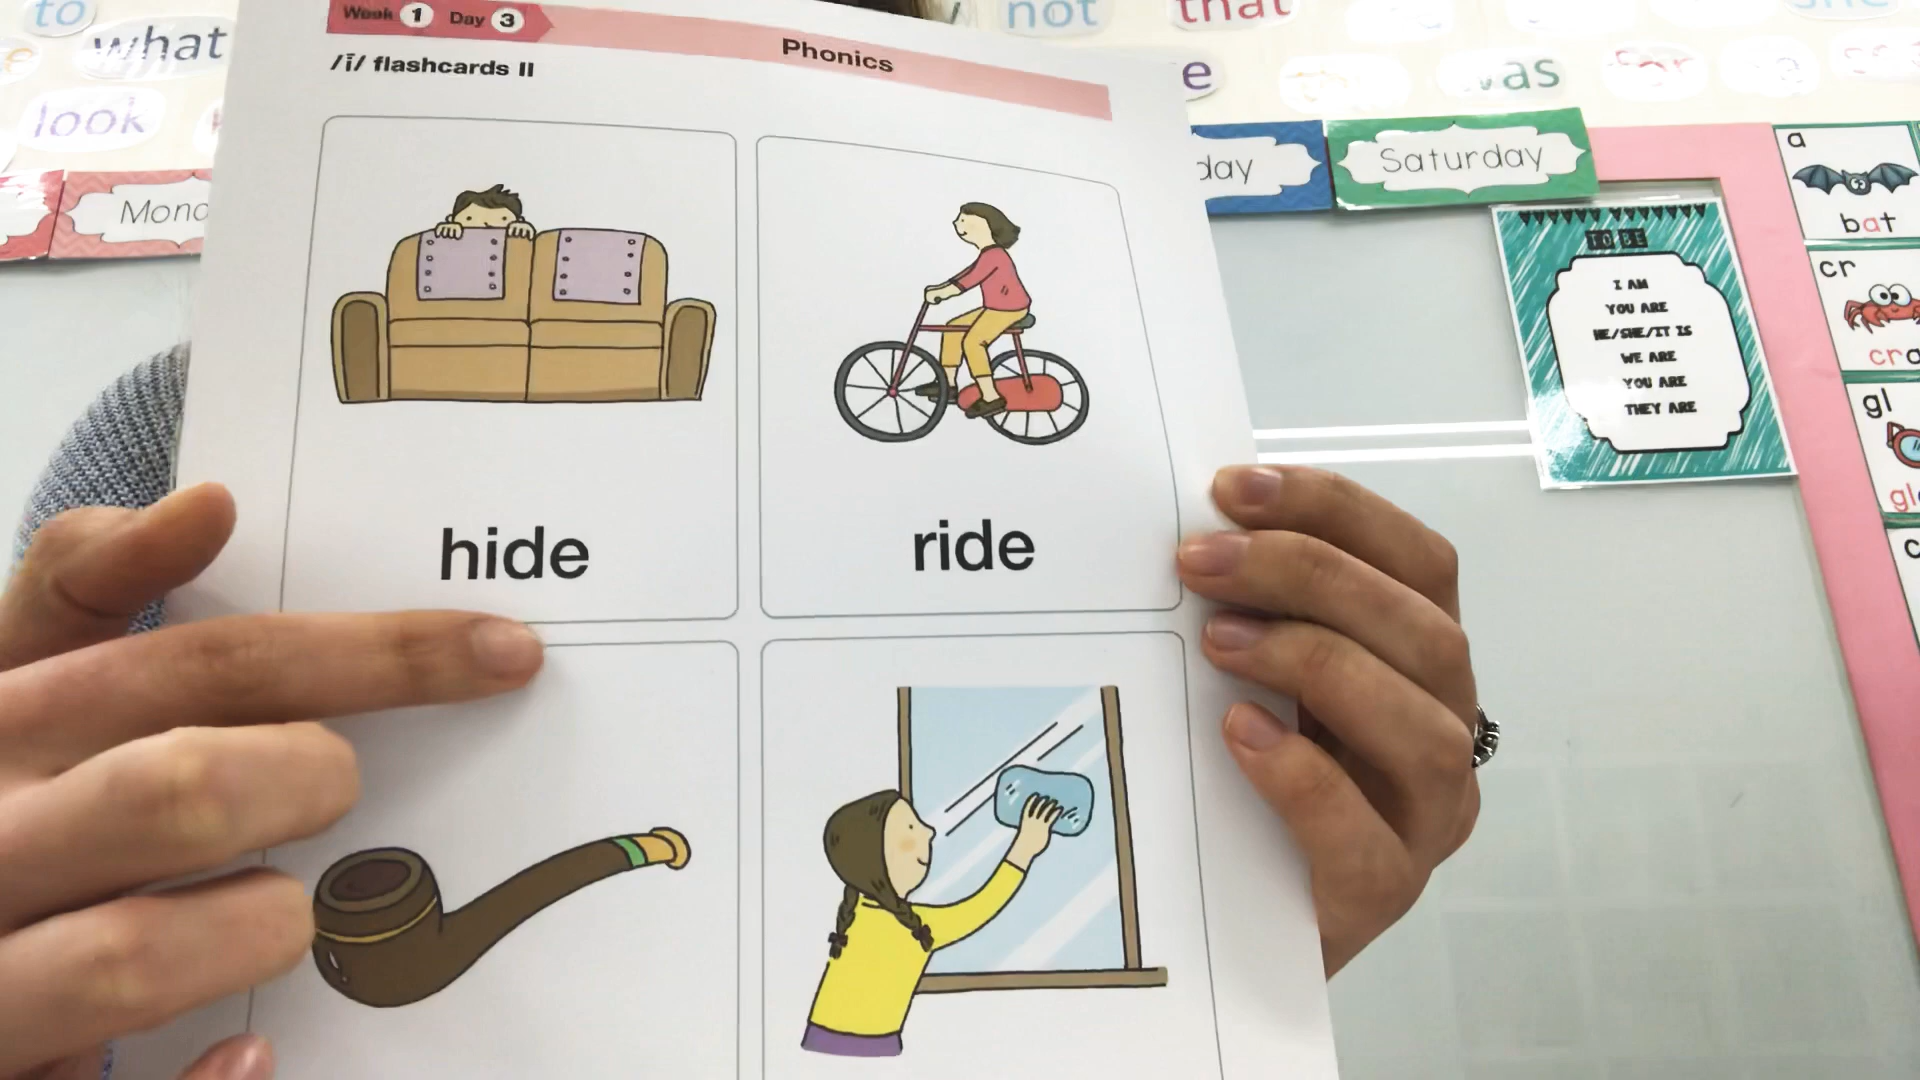 to
not
that
what
was
look
Week 1 Day 3
Phonics
/ī/ flashcards II
hide
ride
Mond
day
Saturday
TO BE
I AM
YOU ARE
HE/SHE/IT IS
WE ARE
YOU ARE
THEY ARE
a
bat
cr
gl